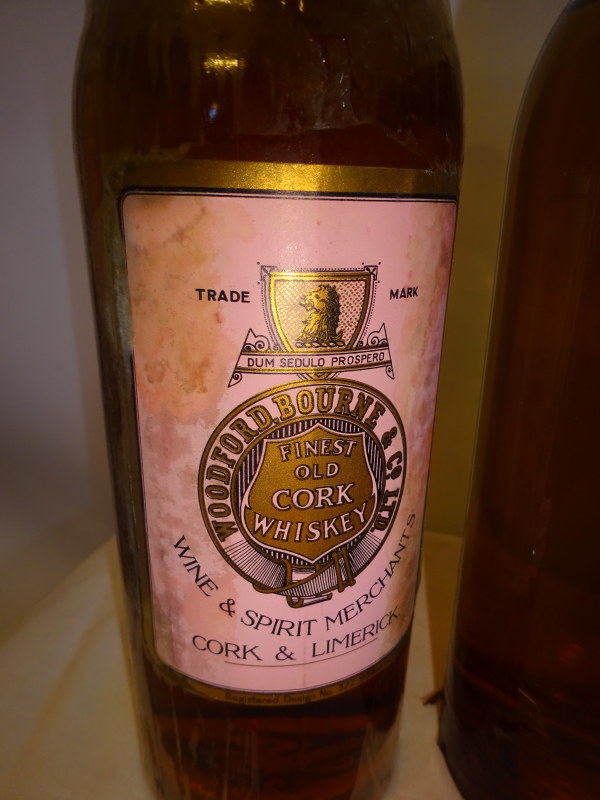 TRADE MARK
DUM SEDULO PROSPERO
WOODFORD, BOURNE & Co LTD
FINEST
OLD
CORK
WHISKEY
WINE & SPIRIT MERCHANTS
CORK & LIMERICK
Registered Design No.